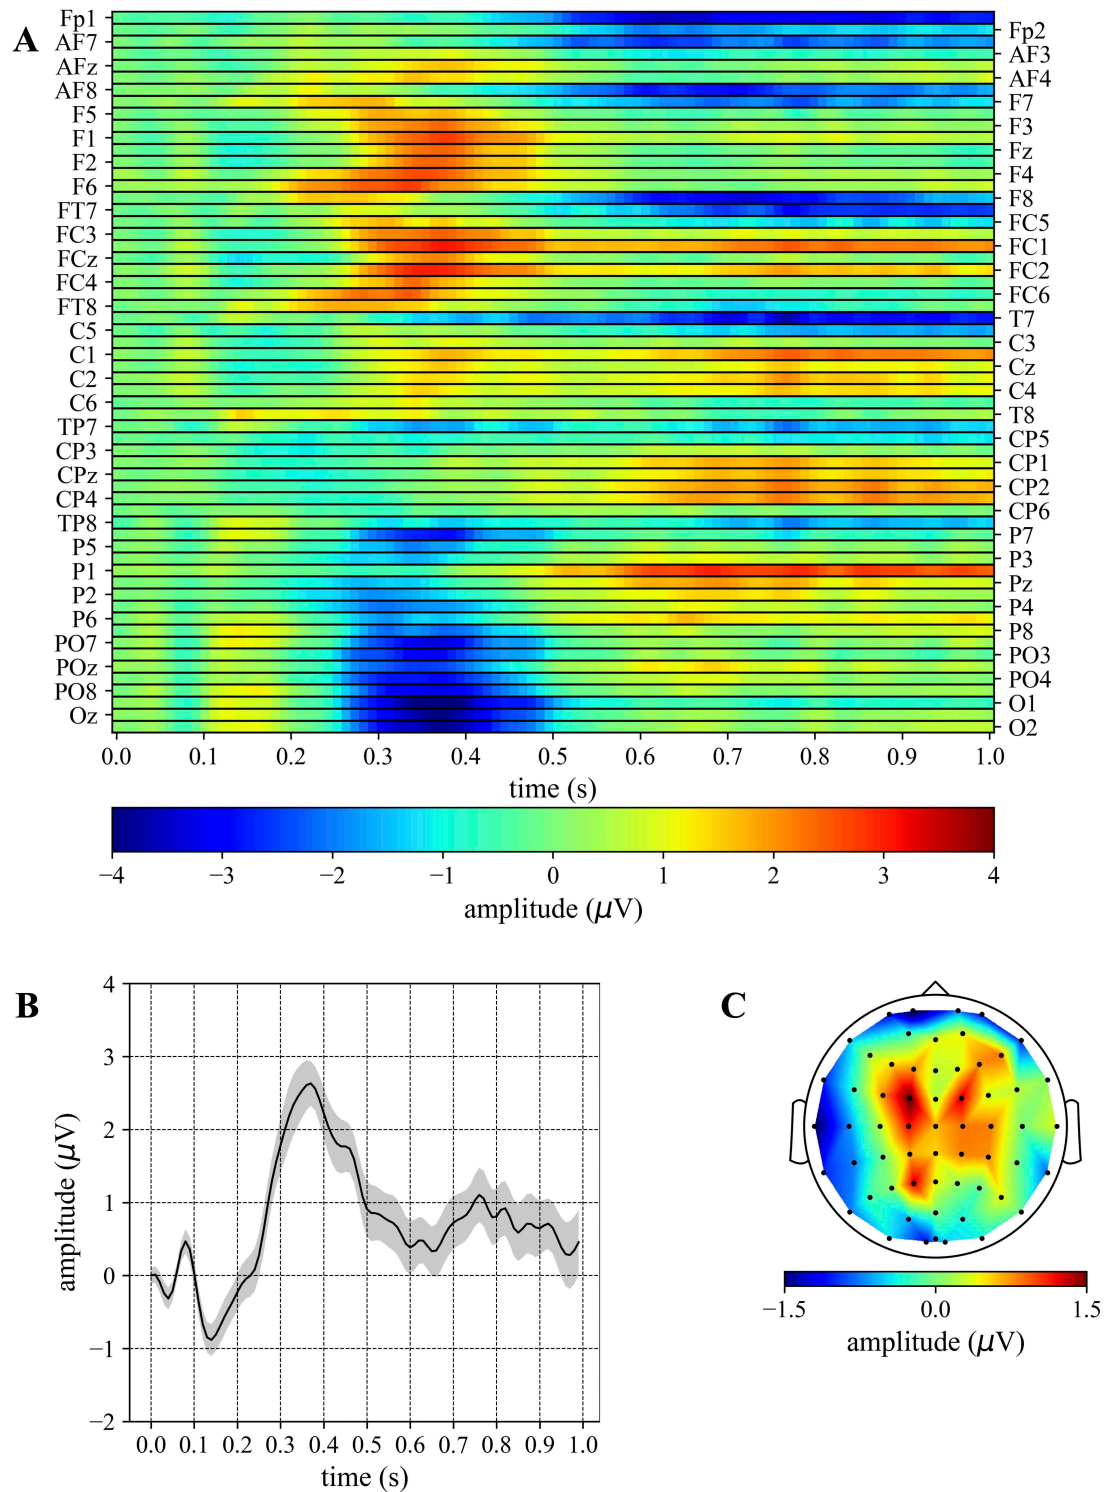 A
Fp1
Fp2
AF7
AF3
AFz
AF4
AF8
F7
F5
F3
F1
Fz
F2
F4
F6
F8
FT7
FC5
FC3
FC1
FCz
FC2
FC4
FC6
FT8
T7
C5
C3
C1
Cz
C2
C4
C6
T8
TP7
CP5
CP3
CP1
CPz
CP2
CP4
CP6
TP8
P7
P5
P3
P1
Pz
P2
P4
P6
P8
PO7
PO3
POz
PO4
PO8
O1
Oz
O2
0.0 0.1 0.2 0.3 0.4 0.5 0.6 0.7 0.8 0.9 1.0
time (s)
−4 −3 −2 −1 0 1 2 3 4
amplitude (μV)
B
4
3
2
1
0
−1
−2
amplitude (μV)
0.0 0.1 0.2 0.3 0.4 0.5 0.6 0.7 0.8 0.9 1.0
time (s)
C
−1.5 0.0 1.5
amplitude (μV)